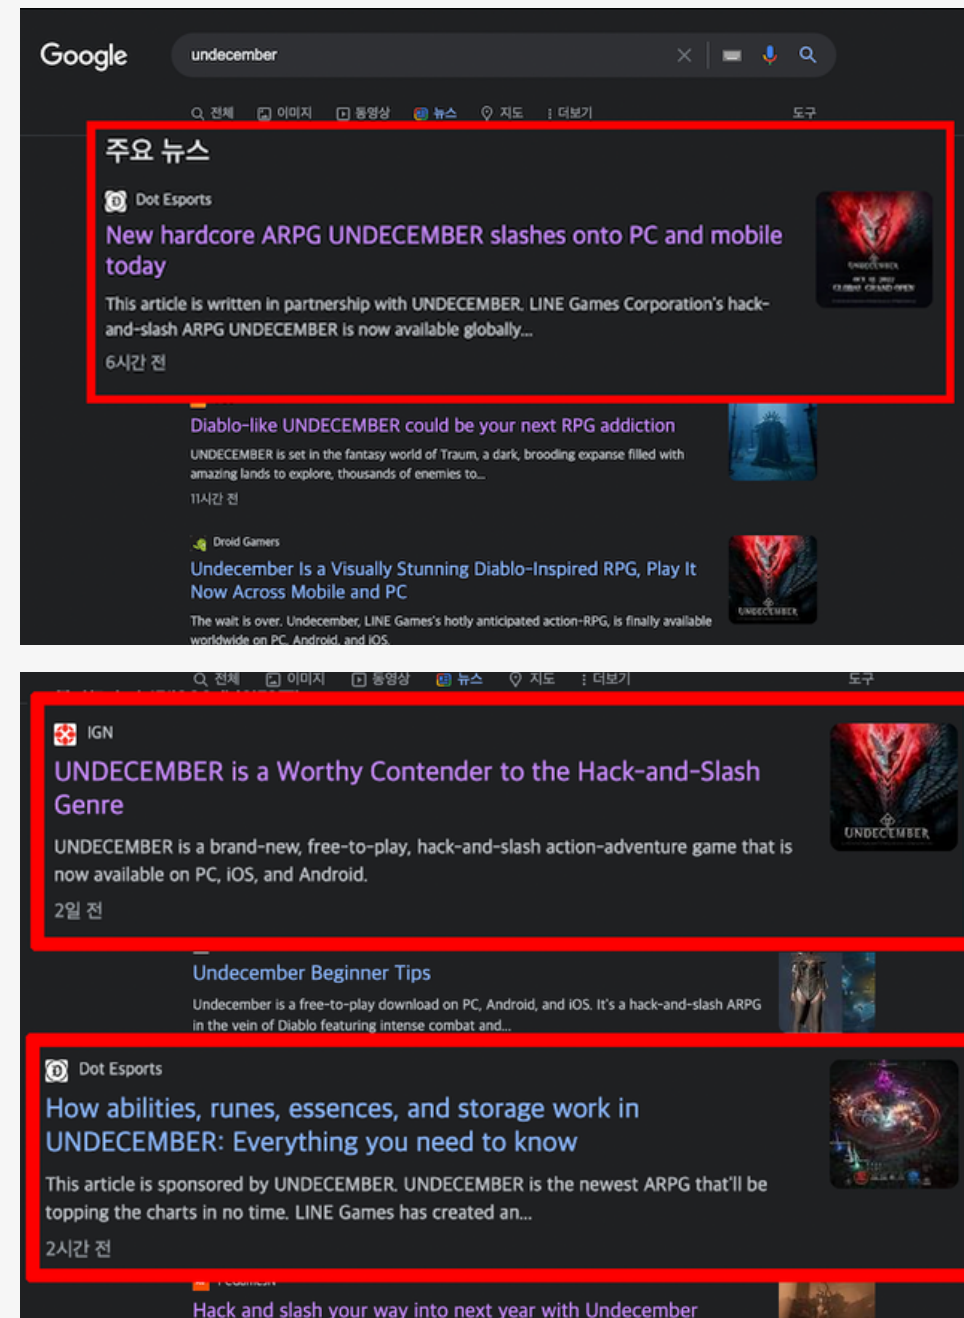 Google
undecember
전체 이미지 동영상 뉴스 지도 더보기 도구
주요 뉴스
Dot Esports
New hardcore ARPG UNDECEMBER slashes onto PC and mobile
today
This article is written in partnership with UNDECEMBER. LINE Games Corporation's hack-
and-slash ARPG UNDECEMBER is now available globally...
6시간 전
UNDECEMBER
GLOBAL GRAND OPEN
Diablo-like UNDECEMBER could be your next RPG addiction
UNDECEMBER is set in the fantasy world of Traum, a dark, brooding expanse filled with
amazing lands to explore, thousands of enemies to...
11시간 전
Droid Gamers
Undecember Is a Visually Stunning Diablo-Inspired RPG, Play It
Now Across Mobile and PC
The wait is over. Undecember, LINE Games's hotly anticipated action-RPG, is finally available
worldwide on PC, Android, and iOS.
UNDECEMBER
전체 이미지 동영상 뉴스 지도 더보기 도구
IGN
UNDECEMBER is a Worthy Contender to the Hack-and-Slash
Genre
UNDECEMBER is a brand-new, free-to-play, hack-and-slash action-adventure game that is
now available on PC, iOS, and Android.
2일 전
UNDECEMBER
Undecember Beginner Tips
Undecember is a free-to-play download on PC, Android, and iOS. It's a hack-and-slash ARPG
in the vein of Diablo featuring intense combat and...
Dot Esports
How abilities, runes, essences, and storage work in
UNDECEMBER: Everything you need to know
This article is sponsored by UNDECEMBER. UNDECEMBER is the newest ARPG that'll be
topping the charts in no time. LINE Games has created an...
2시간 전
PCGamesN
Hack and slash your way into next year with Undecember